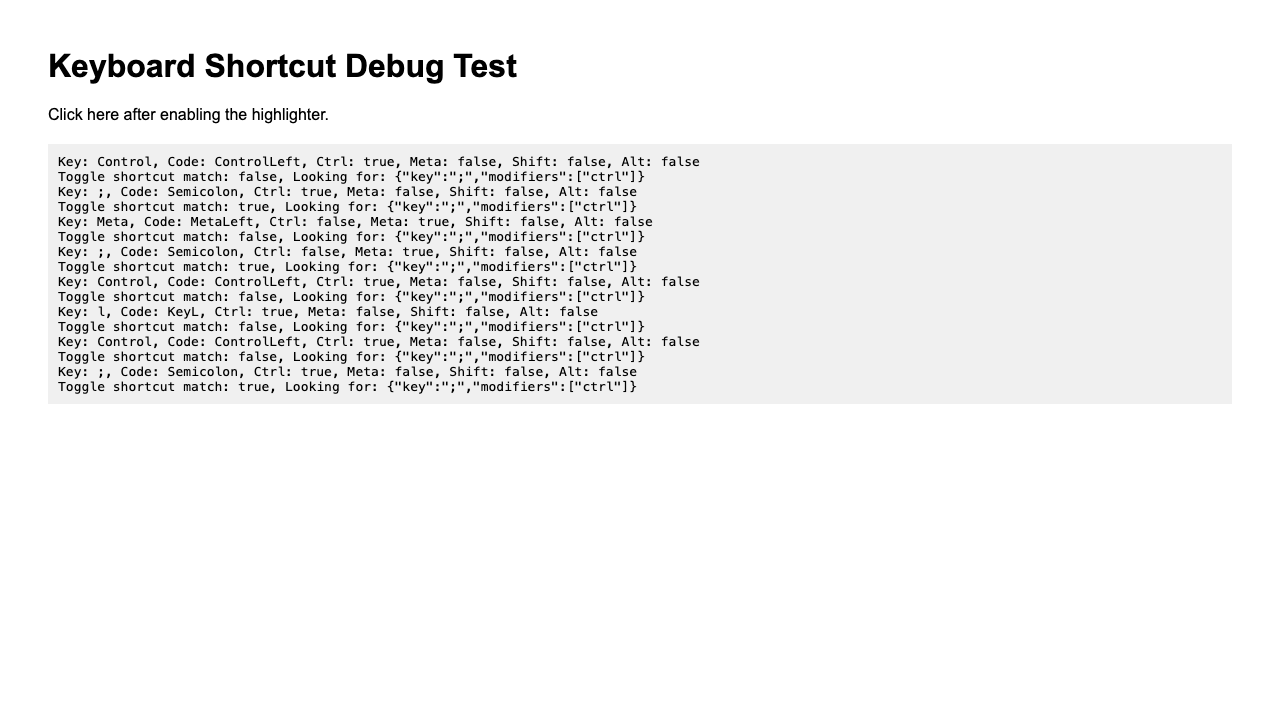 Keyboard Shortcut Debug Test
Click here after enabling the highlighter.
Key: Control, Code: ControlLeft, Ctrl: true, Meta: false, Shift: false, Alt: false
Toggle shortcut match: false, Looking for: {"key":";","modifiers":["ctrl"]}
Key: ;, Code: Semicolon, Ctrl: true, Meta: false, Shift: false, Alt: false
Toggle shortcut match: true, Looking for: {"key":";","modifiers":["ctrl"]}
Key: Meta, Code: MetaLeft, Ctrl: false, Meta: true, Shift: false, Alt: false
Toggle shortcut match: false, Looking for: {"key":";","modifiers":["ctrl"]}
Key: ;, Code: Semicolon, Ctrl: false, Meta: true, Shift: false, Alt: false
Toggle shortcut match: true, Looking for: {"key":";","modifiers":["ctrl"]}
Key: Control, Code: ControlLeft, Ctrl: true, Meta: false, Shift: false, Alt: false
Toggle shortcut match: false, Looking for: {"key":";","modifiers":["ctrl"]}
Key: l, Code: KeyL, Ctrl: true, Meta: false, Shift: false, Alt: false
Toggle shortcut match: false, Looking for: {"key":";","modifiers":["ctrl"]}
Key: Control, Code: ControlLeft, Ctrl: true, Meta: false, Shift: false, Alt: false
Toggle shortcut match: false, Looking for: {"key":";","modifiers":["ctrl"]}
Key: ;, Code: Semicolon, Ctrl: true, Meta: false, Shift: false, Alt: false
Toggle shortcut match: true, Looking for: {"key":";","modifiers":["ctrl"]}